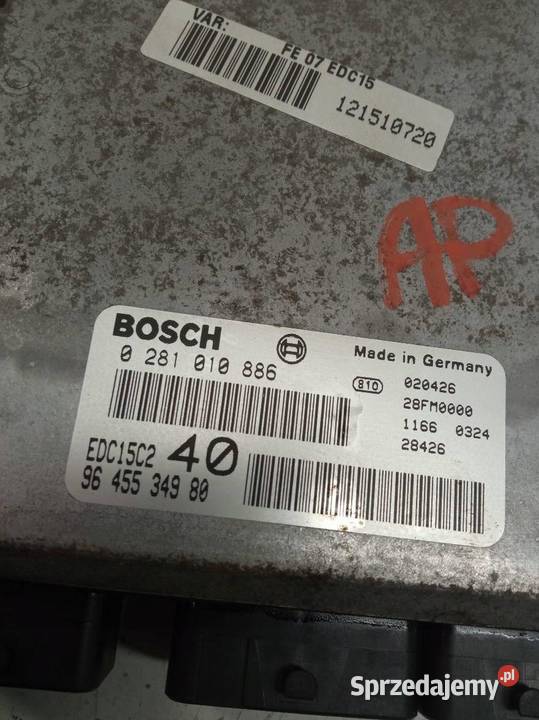 VAR:
FE 07 EDC15
121510720
AP
BOSCH
0 281 010 886
Made in Germany
810 020426
28FM0000
1166 0324
28426
EDC15C2 40
96 455 349 80
Sprzedajemy.pl